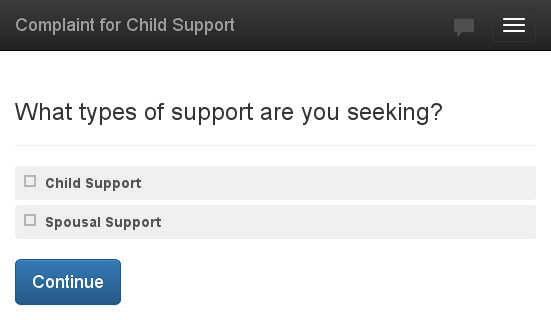 Complaint for Child Support
What types of support are you seeking?
Child Support
Spousal Support
Continue